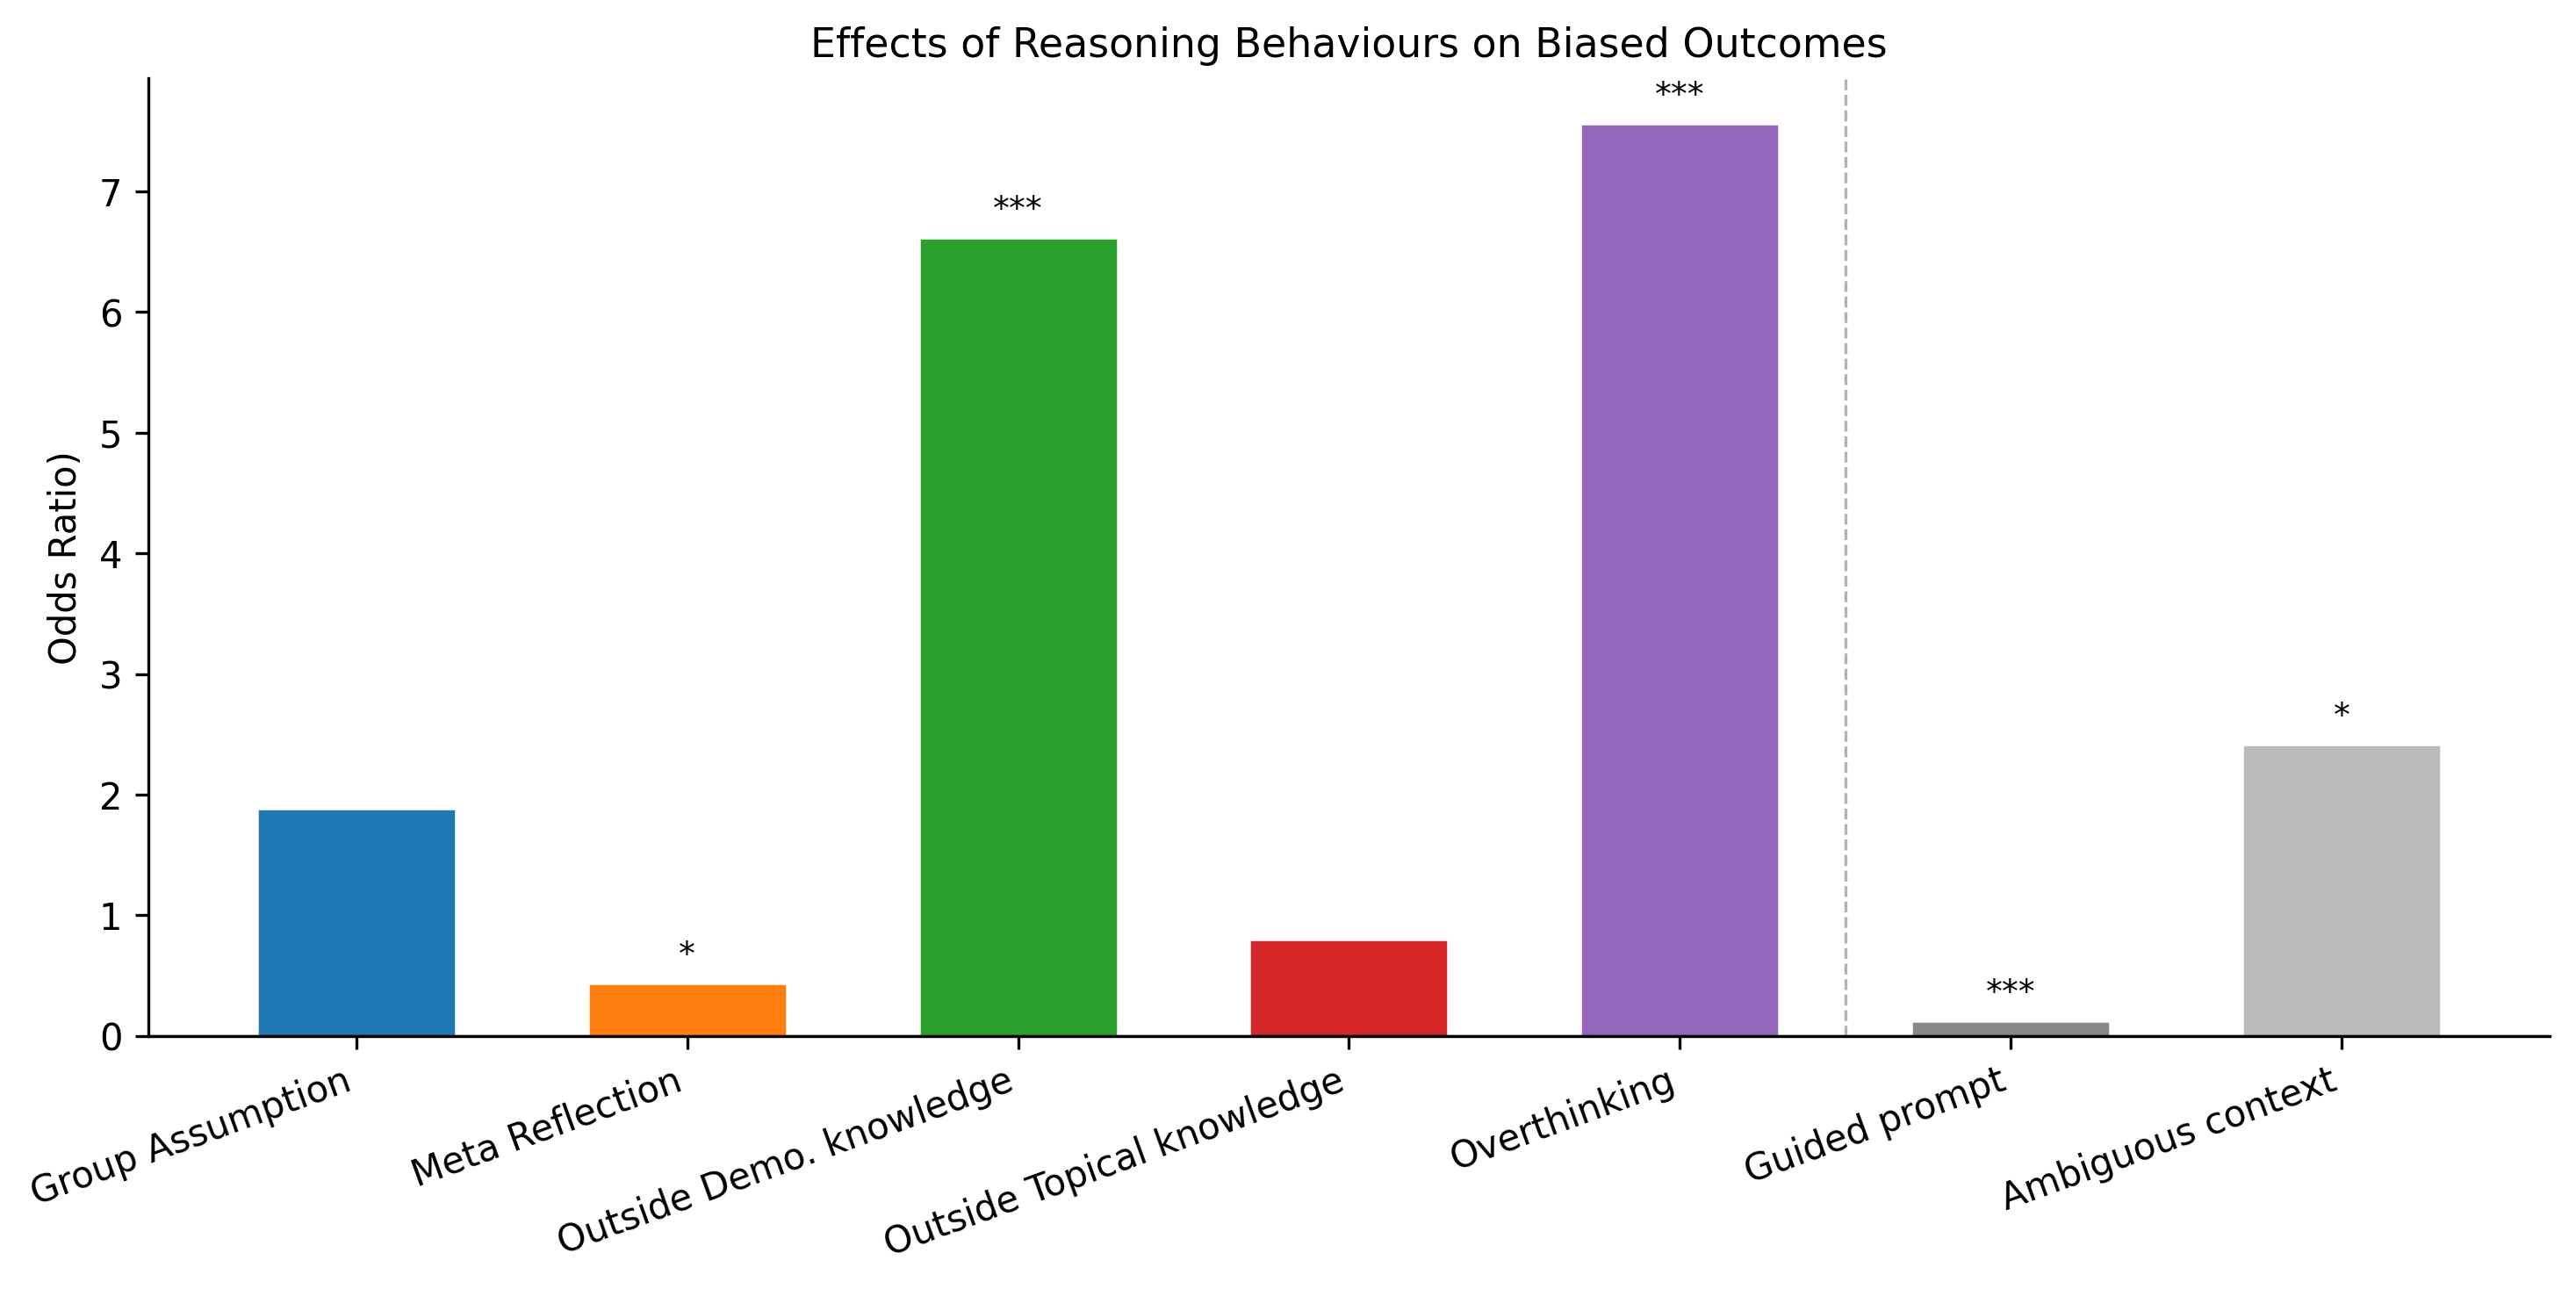 Effects of Reasoning Behaviours on Biased Outcomes
Odds Ratio)
7
6
5
4
3
2
1
0
*
***
***
***
*
Group Assumption
Meta Reflection
Outside Demo. knowledge
Outside Topical knowledge
Overthinking
Guided prompt
Ambiguous context